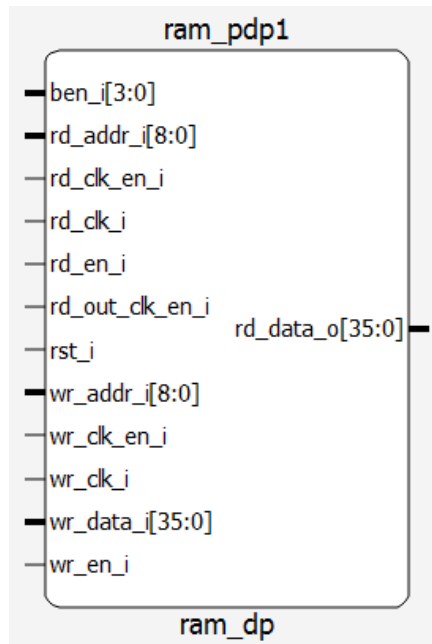 ram_pdp1
ben_i[3:0]
rd_addr_i[8:0]
rd_clk_en_i
rd_clk_i
rd_en_i
rd_out_clk_en_i
rd_data_o[35:0]
rst_i
wr_addr_i[8:0]
wr_clk_en_i
wr_clk_i
wr_data_i[35:0]
wr_en_i
ram_dp